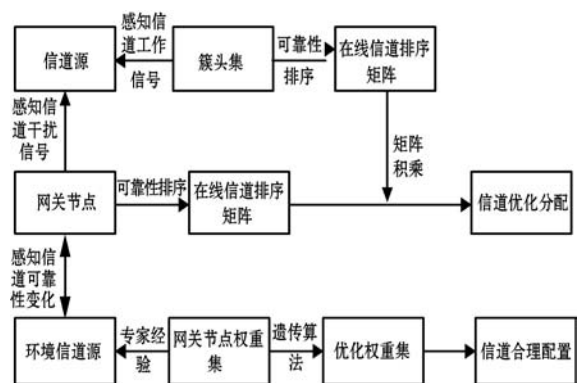 感知信
道工作
信号
可靠性
排序
信道源
簇头集
在线信道排序
矩阵
感知信
道干扰
信号
矩阵
积乘
网关节点
可靠性排序
在线信道排序
矩阵
信道优化分配
感知信
道可靠
性变化
环境信道源
专家经
验
网关节点权重
集
遗传算
法
优化权重集
信道合理配置